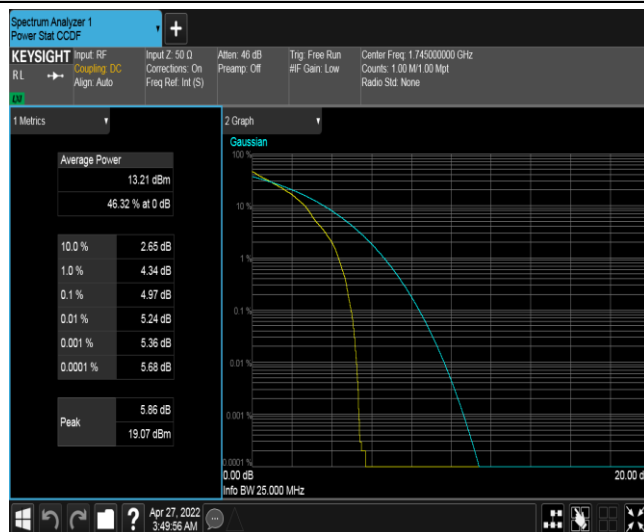 Spectrum Analyzer 1
Power Stat CCDF
KEYSIGHT
RL
Input: RF
Coupling: DC
Align: Auto
Input Z: 50 Ω
Corrections: On
Freq Ref: Int (S)
Atten: 46 dB
Preamp: Off
Trig: Free Run
#IF Gain: Low
Center Freq: 1.745000000 GHz
Counts: 1.00 M/1.00 Mpt
Radio Std: None
1 Metrics
Average Power
13.21 dBm
46.32 % at 0 dB
10.0 % 2.65 dB
1.0 % 4.34 dB
0.1 % 4.97 dB
0.01 % 5.24 dB
0.001 % 5.36 dB
0.0001 % 5.68 dB
Peak
5.86 dB
19.07 dBm
2 Graph
Gaussian
100 %
10 %
1 %
0.1 %
0.01 %
0.001 %
0.0001 %
0.00 dB
20.00 d
Info BW 25.000 MHz
?
Apr 27, 2022
3:49:56 AM